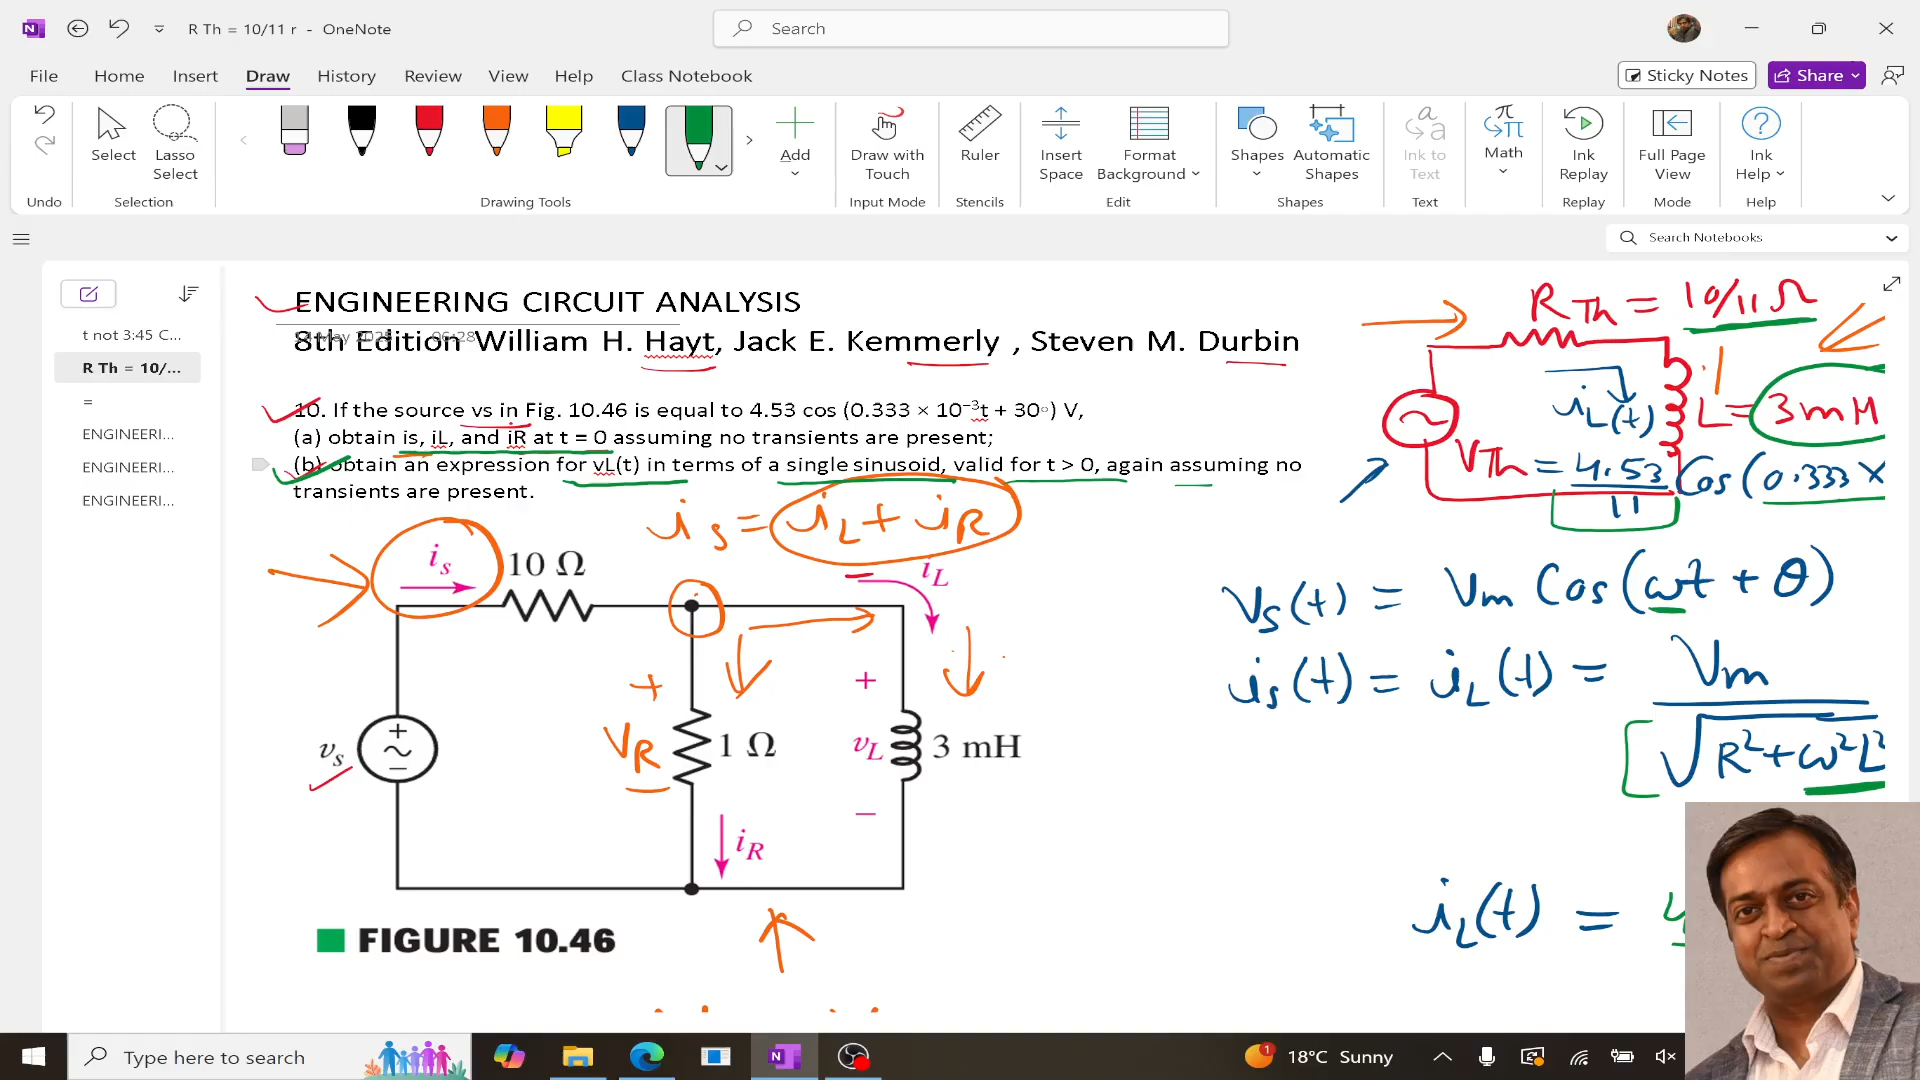 R Th = 10/11 r - OneNote
Search
File Home Insert Draw History Review View Help Class Notebook
Sticky Notes Share
Select Lasso Select Add Draw with Touch Ruler Insert Space Format Background Shapes Automatic Shapes Ink to Text Math Ink Replay Full Page View Ink Help
Undo Selection Drawing Tools Input Mode Stencils Edit Shapes Text Replay Mode Help
Search Notebooks
t not 3:45 C...
R Th = 10/...
=
ENGINEERI...
ENGINEERI...
ENGINEERI...
ENGINEERING CIRCUIT ANALYSIS
May 06:28
8th Edition William H. Hayt, Jack E. Kemmerly , Steven M. Durbin
10. If the source vs in Fig. 10.46 is equal to 4.53 cos (0.333 × 10⁻³t + 30◦) V,
(a) obtain is, iL, and iR at t = 0 assuming no transients are present;
(b) obtain an expression for vL(t) in terms of a single sinusoid, valid for t > 0, again assuming no
transients are present.
R Th = 10/11 Ω
iL(t) L = 3mH
VTh = 4.53/11 Cos(0.333×
is = iL + iR
is 10 Ω iL
Vs(t) = Vm Cos(ωt + θ)
is(t) = iL(t) = Vm/√R²+ω²L²
+ +
vs + − VR 1 Ω vL 3 mH
−
iR
iL(t) =
FIGURE 10.46
Type here to search
1 18°C Sunny